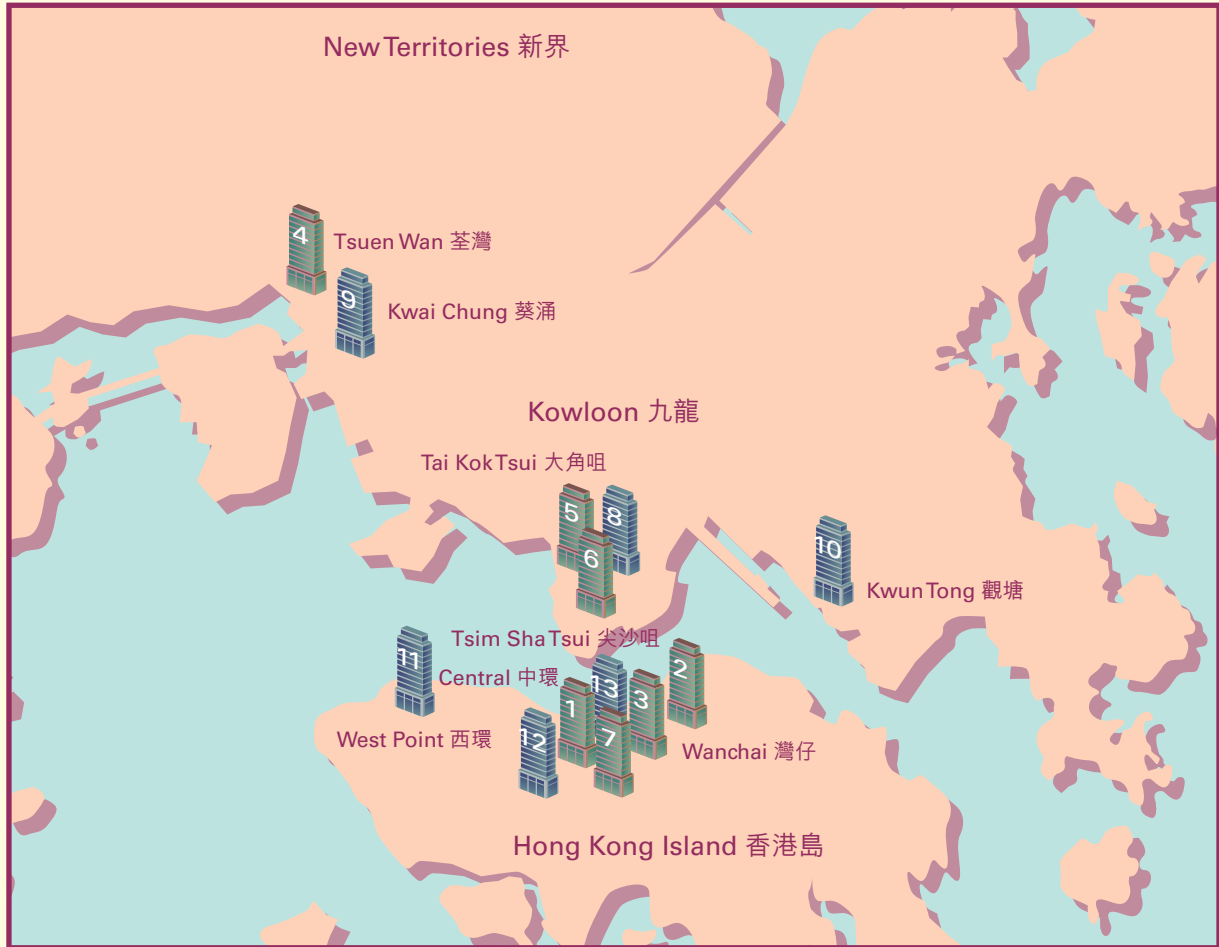 New Territories 新界
4
Tsuen Wan 荃灣
9
Kwai Chung 葵涌
Kowloon 九龍
Tai Kok Tsui 大角咀
5
8
6
10
Kwun Tong 觀塘
Tsim Sha Tsui 尖沙咀
11
Central 中環
13
2
1
3
7
12
West Point 西環
Wanchai 灣仔
Hong Kong Island 香港島